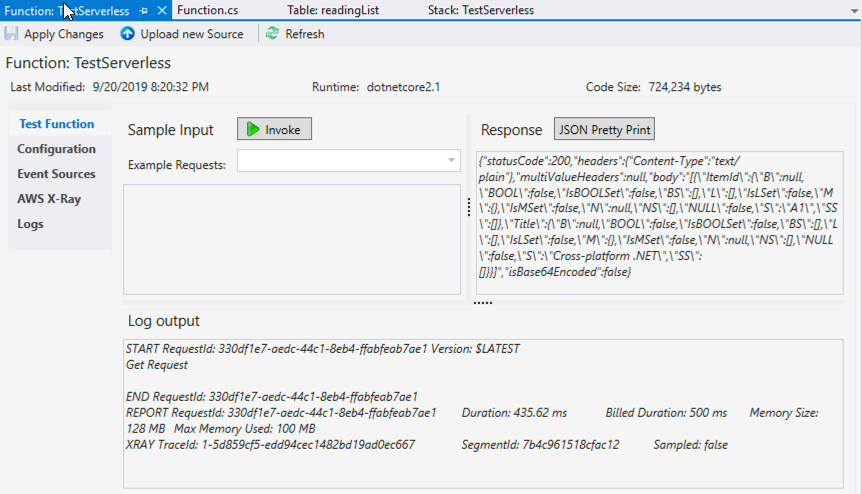 Function: TestServerless
Function.cs
Table: readingList
Stack: TestServerless
Apply Changes
Upload new Source
Refresh
Function: TestServerless
Last Modified: 9/20/2019 8:20:32 PM
Runtime: dotnetcore2.1
Code Size: 724,234 bytes
Test Function
Configuration
Event Sources
AWS X-Ray
Logs
Sample Input
Invoke
Example Requests:
Response
JSON Pretty Print
{"statusCode":200,"headers":{"Content-Type":"text/
plain"},"multiValueHeaders":null,"body":"[{\"ItemId\":{\"B\":null,
\"BOOL\":false,\"IsBOOLSet\":false,\"BS\":[],\"L\":[],\"IsLSet\":false,\"M
\":{},\"IsMSet\":false,\"N\":null,\"NS\":[],\"NULL\":false,\"S\":\"A1\",\"SS
\":[]},\"Title\":{\"B\":null,\"BOOL\":false,\"IsBOOLSet\":false,\"BS\":[],\"L
\":[],\"IsLSet\":false,\"M\":{},\"IsMSet\":false,\"N\":null,\"NS\":[],\"NULL
\":false,\"S\":\"Cross-platform .NET\",\"SS\":
[]}}]","isBase64Encoded":false}
Log output
START RequestId: 330df1e7-aedc-44c1-8eb4-ffabfeab7ae1 Version: $LATEST
Get Request
END RequestId: 330df1e7-aedc-44c1-8eb4-ffabfeab7ae1
REPORT RequestId: 330df1e7-aedc-44c1-8eb4-ffabfeab7ae1 Duration: 435.62 ms Billed Duration: 500 ms Memory Size:
128 MB Max Memory Used: 100 MB
XRAY TraceId: 1-5d859cf5-edd94cec1482bd19ad0ec667 SegmentId: 7b4c961518cfac12 Sampled: false